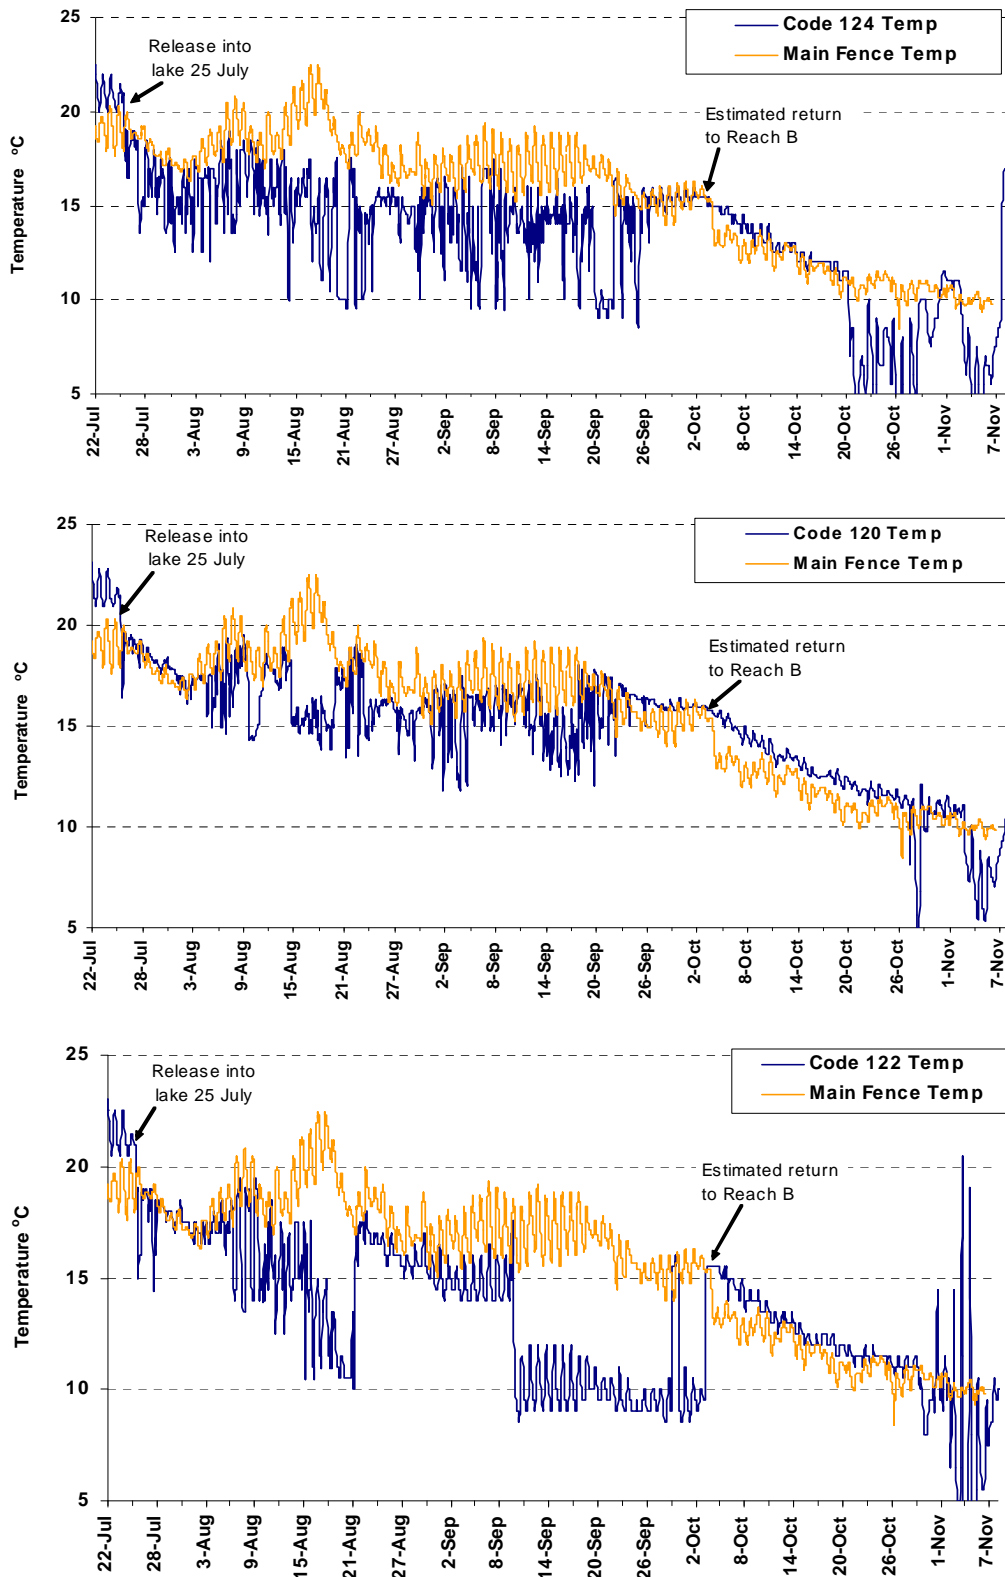 25
20
15
10
5
Temperature °C
Release into
lake 25 July
Code 124 Temp
Main Fence Temp
Estimated return
to Reach B
22-Jul
28-Jul
3-Aug
9-Aug
15-Aug
21-Aug
27-Aug
2-Sep
8-Sep
14-Sep
20-Sep
26-Sep
2-Oct
8-Oct
14-Oct
20-Oct
26-Oct
1-Nov
7-Nov
25
20
15
10
5
Temperature °C
Release into
lake 25 July
Code 120 Temp
Main Fence Temp
Estimated return
to Reach B
22-Jul
28-Jul
3-Aug
9-Aug
15-Aug
21-Aug
27-Aug
2-Sep
8-Sep
14-Sep
20-Sep
26-Sep
2-Oct
8-Oct
14-Oct
20-Oct
26-Oct
1-Nov
7-Nov
25
20
15
10
5
Temperature °C
Release into
lake 25 July
Code 122 Temp
Main Fence Temp
Estimated return
to Reach B
22-Jul
28-Jul
3-Aug
9-Aug
15-Aug
21-Aug
27-Aug
2-Sep
8-Sep
14-Sep
20-Sep
26-Sep
2-Oct
8-Oct
14-Oct
20-Oct
26-Oct
1-Nov
7-Nov